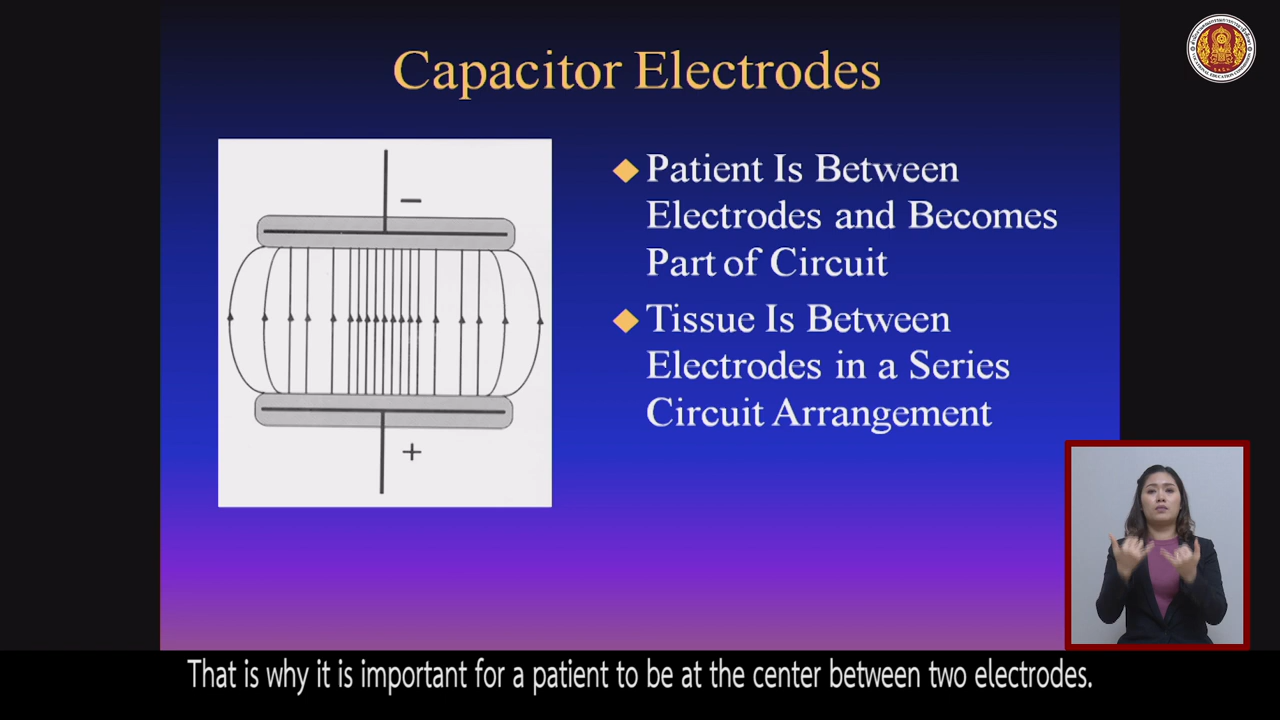 Capacitor Electrodes
Patient Is Between
Electrodes and Becomes
Part of Circuit
Tissue Is Between
Electrodes in a Series
Circuit Arrangement
−
+
That is why it is important for a patient to be at the center between two electrodes.